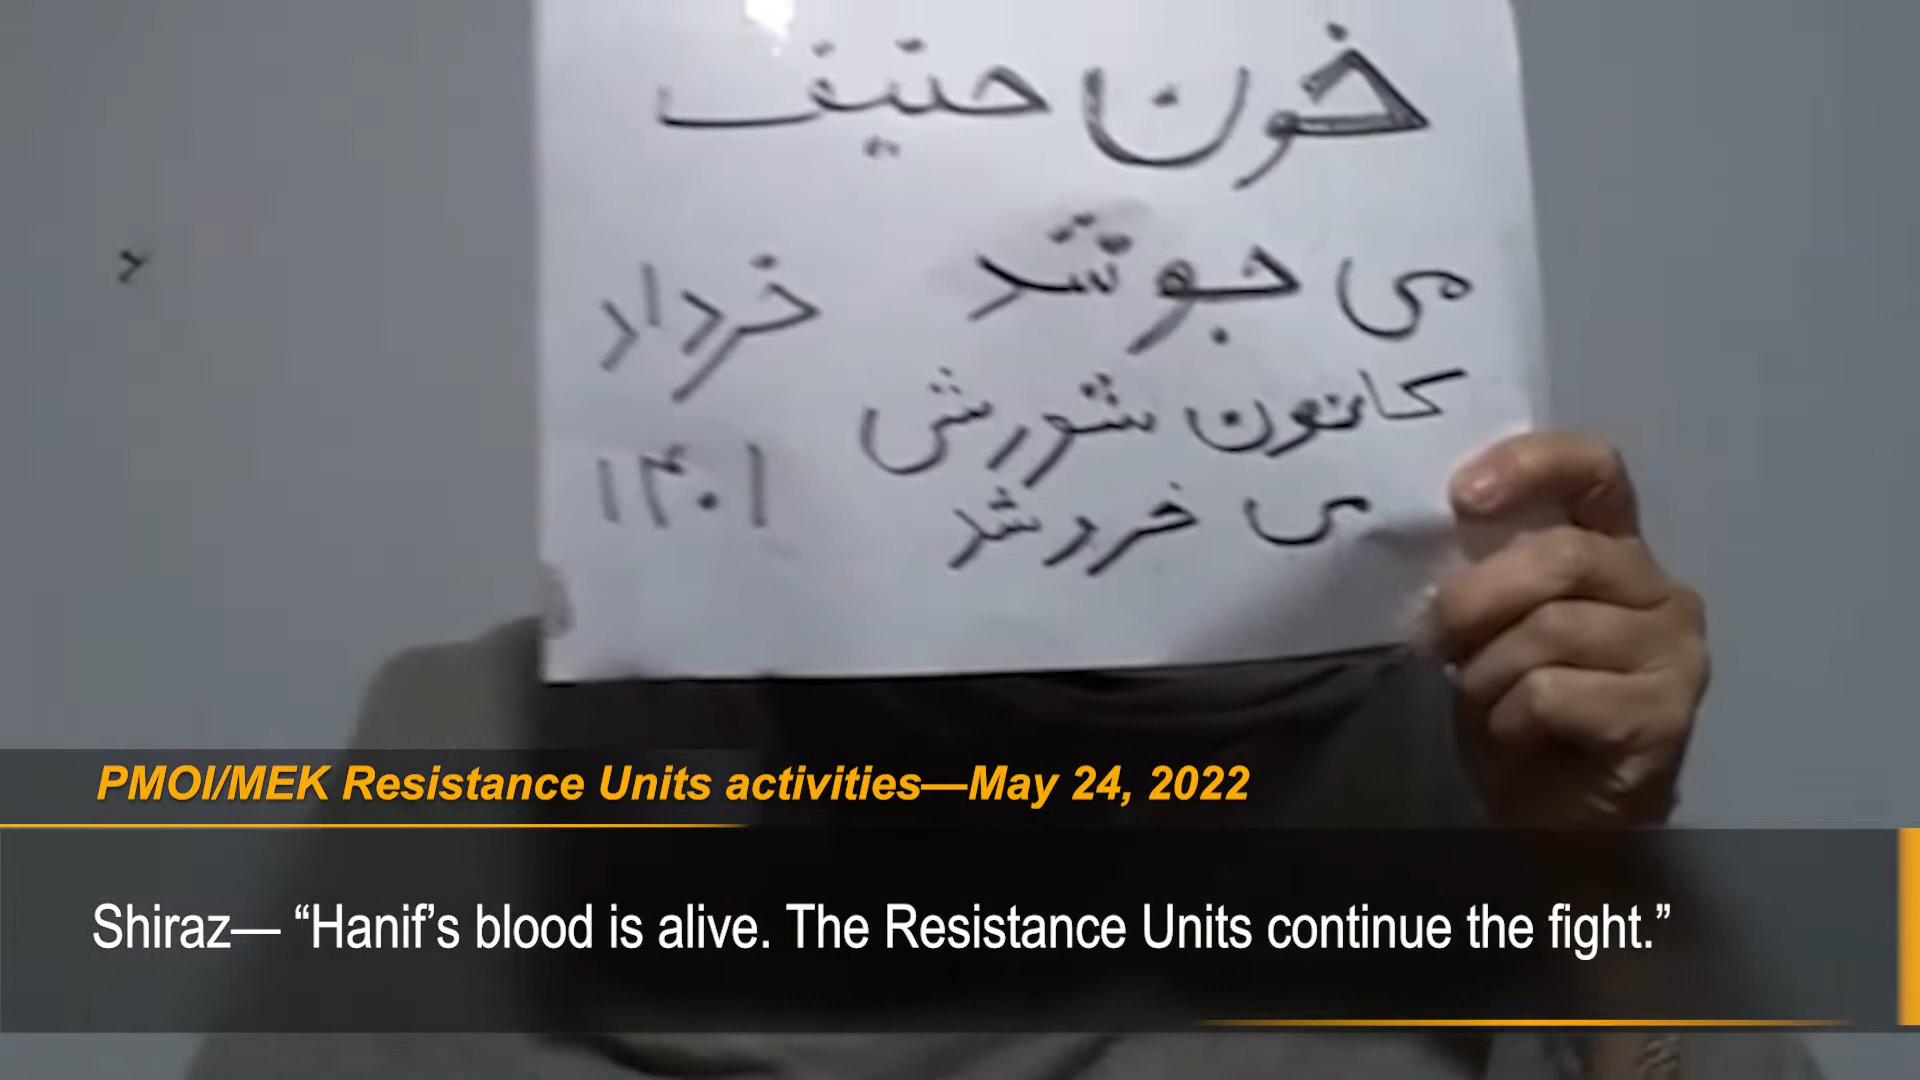 خون حنیف
می جوشد
کانون شورشی
می خروشد
خرداد
۱۴۰۱
PMOI/MEK Resistance Units activities—May 24, 2022
Shiraz— “Hanif’s blood is alive. The Resistance Units continue the fight.”